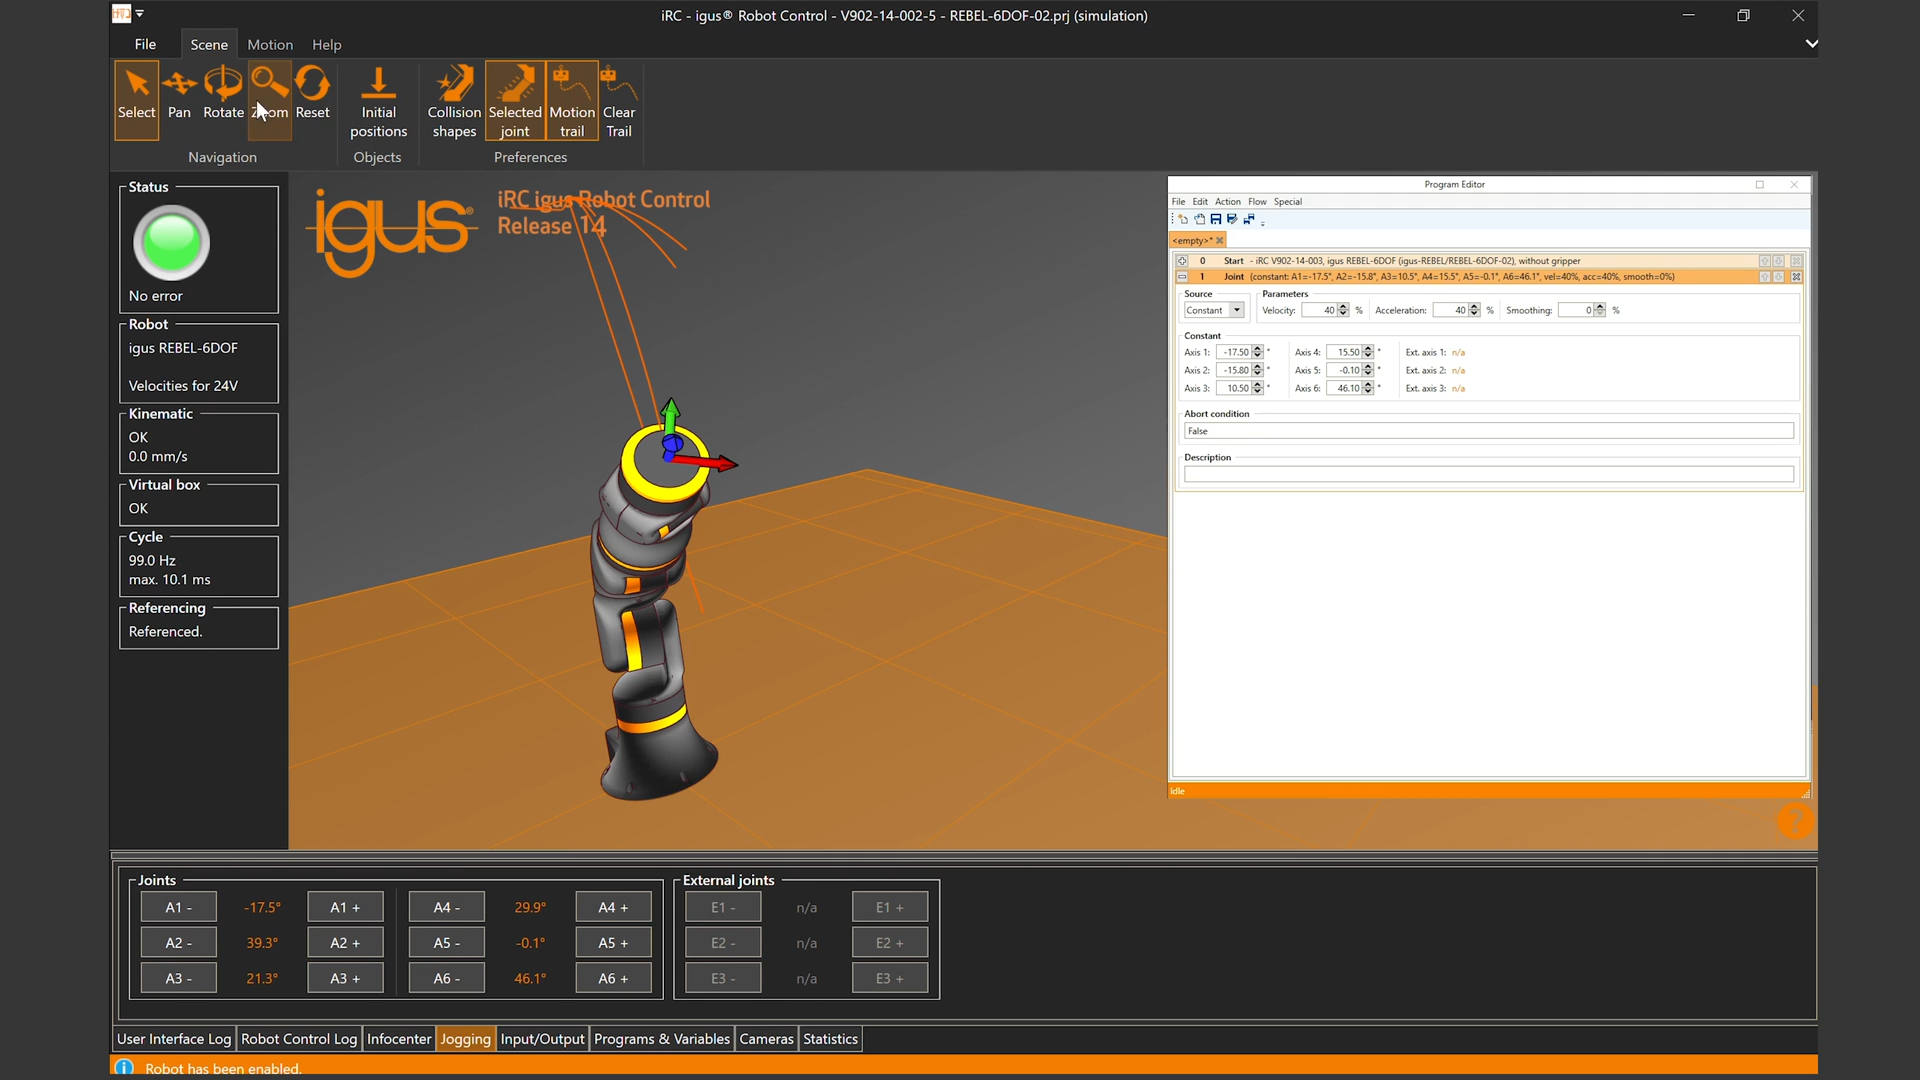 iRC - igus® Robot Control - V902-14-002-5 - REBEL-6DOF-02.prj (simulation)
File Scene Motion Help
Select Pan Rotate Zoom Reset
Initial positions
Collision shapes
Selected joint
Motion trail
Clear Trail
Navigation Objects Preferences
Status
No error
Robot
igus REBEL-6DOF
Velocities for 24V
Kinematic
OK
0.0 mm/s
Virtual box
OK
Cycle
99.0 Hz
max. 10.1 ms
Referencing
Referenced.
igus®
iRC igus Robot Control
Release 14
Program Editor
File Edit Action Flow Special
<empty>*
0 Start - iRC V902-14-003, igus REBEL-6DOF (igus-REBEL/REBEL-6DOF-02), without gripper
1 Joint (constant: A1=-17.5°, A2=-15.8°, A3=10.5°, A4=15.5°, A5=-0.1°, A6=46.1°, vel=40%, acc=40%, smooth=0%)
Source Parameters
Constant Velocity: 40 % Acceleration: 40 % Smoothing: 0 %
Constant
Axis 1: -17.50 ° Axis 4: 15.50 ° Ext. axis 1: n/a
Axis 2: -15.80 ° Axis 5: -0.10 ° Ext. axis 2: n/a
Axis 3: 10.50 ° Axis 6: 46.10 ° Ext. axis 3: n/a
Abort condition
False
Description
Idle
?
Joints External joints
A1 - -17.5° A1 + A4 - 29.9° A4 + E1 - n/a E1 +
A2 - 39.3° A2 + A5 - -0.1° A5 + E2 - n/a E2 +
A3 - 21.3° A3 + A6 - 46.1° A6 + E3 - n/a E3 +
User Interface Log Robot Control Log Infocenter Jogging Input/Output Programs & Variables Cameras Statistics
i Robot has been enabled.